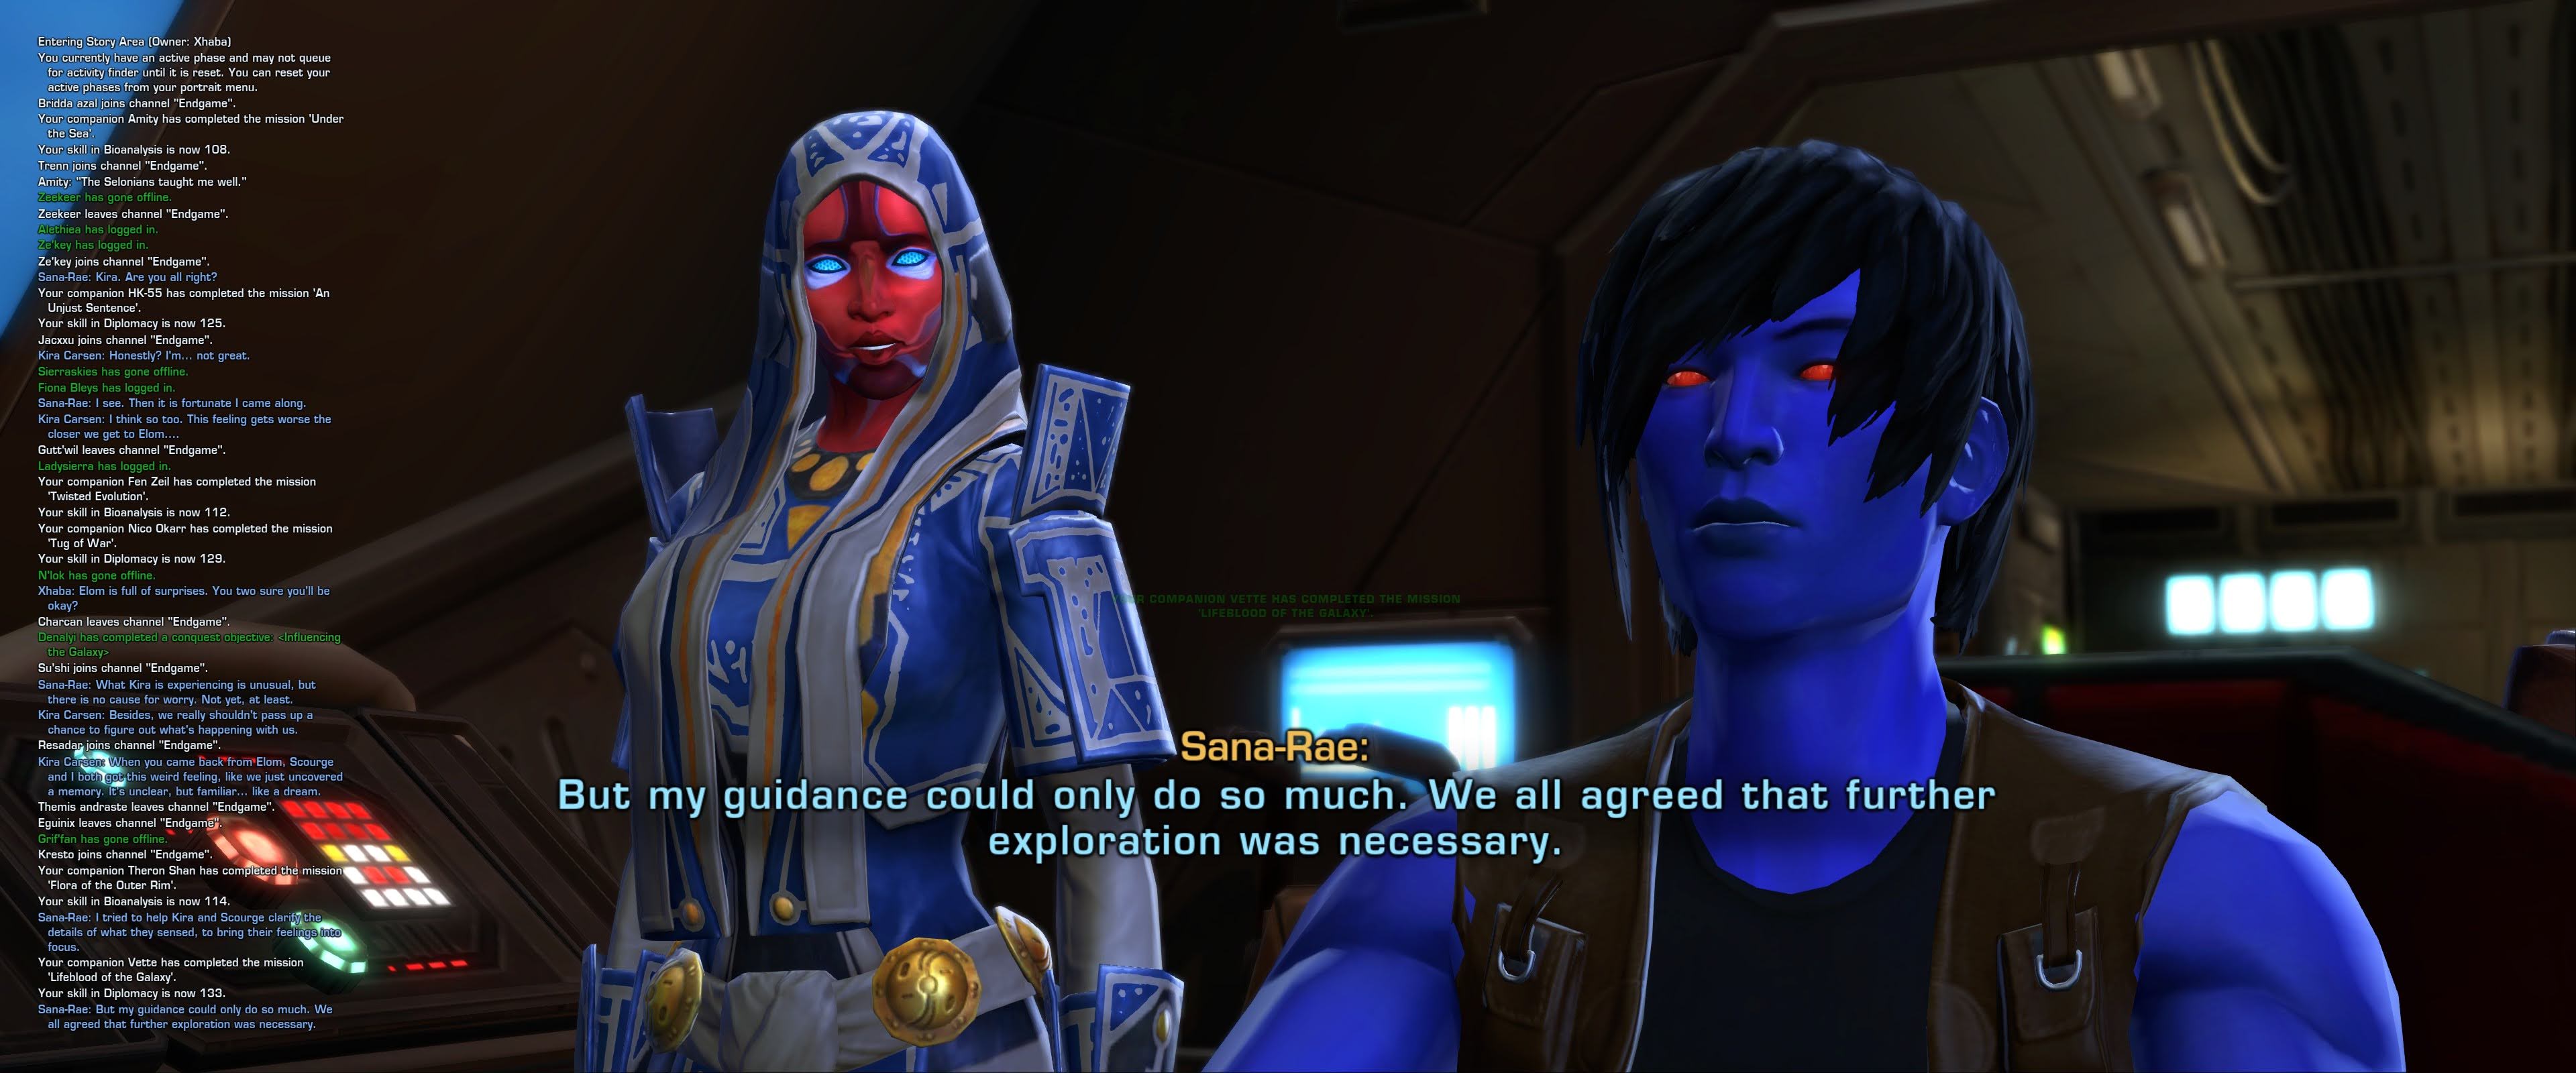 Entering Story Area (Owner: Xhaba)
You currently have an active phase and may not queue
for activity finder until it is reset. You can reset your
active phases from your portrait menu.
Bridda azal joins channel "Endgame".
Your companion Amity has completed the mission 'Under
the Sea'.
Your skill in Bioanalysis is now 108.
Trenn joins channel "Endgame".
Amity: "The Selonians taught me well."
Zeekeer has gone offline.
Zeekeer leaves channel "Endgame".
Alethiea has logged in.
Ze'key has logged in.
Ze'key joins channel "Endgame".
Sana-Rae: Kira. Are you all right?
Your companion HK-55 has completed the mission 'An
Unjust Sentence'.
Your skill in Diplomacy is now 125.
Jacxxu joins channel "Endgame".
Kira Carsen: Honestly? I'm... not great.
Sierraskies has gone offline.
Fiona Bleys has logged in.
Sana-Rae: I see. Then it is fortunate I came along.
Kira Carsen: I think so too. This feeling gets worse the
closer we get to Elom....
Gutt'wil leaves channel "Endgame".
Ladysierra has logged in.
Your companion Fen Zeil has completed the mission
'Twisted Evolution'.
Your skill in Bioanalysis is now 112.
Your companion Nico Okarr has completed the mission
'Tug of War'.
Your skill in Diplomacy is now 129.
N'lok has gone offline.
Xhaba: Elom is full of surprises. You two sure you'll be
okay?
Charcan leaves channel "Endgame".
Denalyi has completed a conquest objective: <Influencing
the Galaxy>
Su'shi joins channel "Endgame".
Sana-Rae: What Kira is experiencing is unusual, but
there is no cause for worry. Not yet, at least.
Kira Carsen: Besides, we really shouldn't pass up a
chance to figure out what's happening with us.
Resadar joins channel "Endgame".
Kira Carsen: When you came back from Elom, Scourge
and I both got this weird feeling, like we just uncovered
a memory. It's unclear, but familiar... like a dream.
Themis andraste leaves channel "Endgame".
Eguinix leaves channel "Endgame".
Grif'fan has gone offline.
Kresto joins channel "Endgame".
Your companion Theron Shan has completed the mission
'Flora of the Outer Rim'.
Your skill in Bioanalysis is now 114.
Sana-Rae: I tried to help Kira and Scourge clarify the
details of what they sensed, to bring their feelings into
focus.
Your companion Vette has completed the mission
'Lifeblood of the Galaxy'.
Your skill in Diplomacy is now 133.
Sana-Rae: But my guidance could only do so much. We
all agreed that further exploration was necessary.
COMPANION VETTE HAS COMPLETED THE MISSION
'LIFEBLOOD OF THE GALAXY'.
Sana-Rae:
But my guidance could only do so much. We all agreed that further
exploration was necessary.